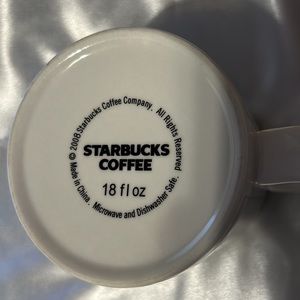 © 2008 Starbucks Coffee Company. All Rights Reserved.
STARBUCKS
COFFEE
18 fl oz
Made in China. Microwave and Dishwasher Safe.